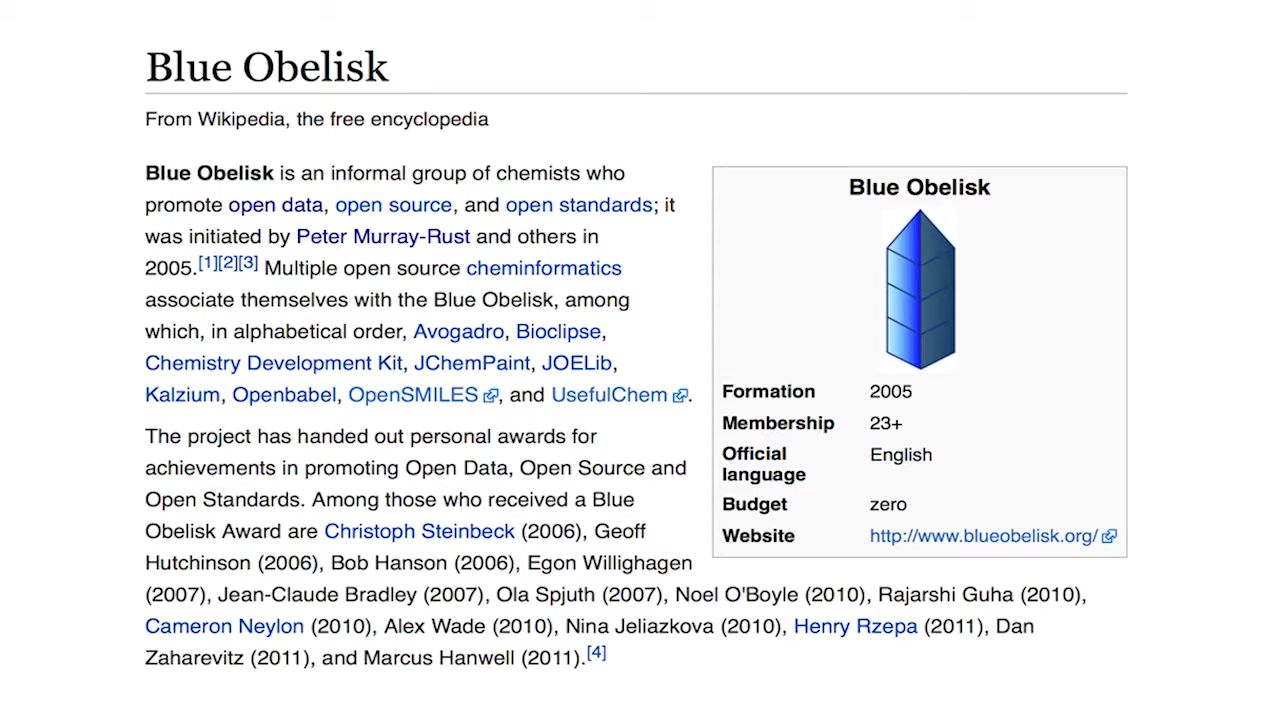 Blue Obelisk
From Wikipedia, the free encyclopedia
Blue Obelisk is an informal group of chemists who
promote open data, open source, and open standards; it
was initiated by Peter Murray-Rust and others in
2005.[1][2][3] Multiple open source cheminformatics
associate themselves with the Blue Obelisk, among
which, in alphabetical order, Avogadro, Bioclipse,
Chemistry Development Kit, JChemPaint, JOELib,
Kalzium, Openbabel, OpenSMILES, and UsefulChem.
The project has handed out personal awards for
achievements in promoting Open Data, Open Source and
Open Standards. Among those who received a Blue
Obelisk Award are Christoph Steinbeck (2006), Geoff
Hutchinson (2006), Bob Hanson (2006), Egon Willighagen
(2007), Jean-Claude Bradley (2007), Ola Spjuth (2007), Noel O'Boyle (2010), Rajarshi Guha (2010),
Cameron Neylon (2010), Alex Wade (2010), Nina Jeliazkova (2010), Henry Rzepa (2011), Dan
Zaharevitz (2011), and Marcus Hanwell (2011).[4]
Blue Obelisk
Formation 2005
Membership 23+
Official English
language
Budget zero
Website http://www.blueobelisk.org/